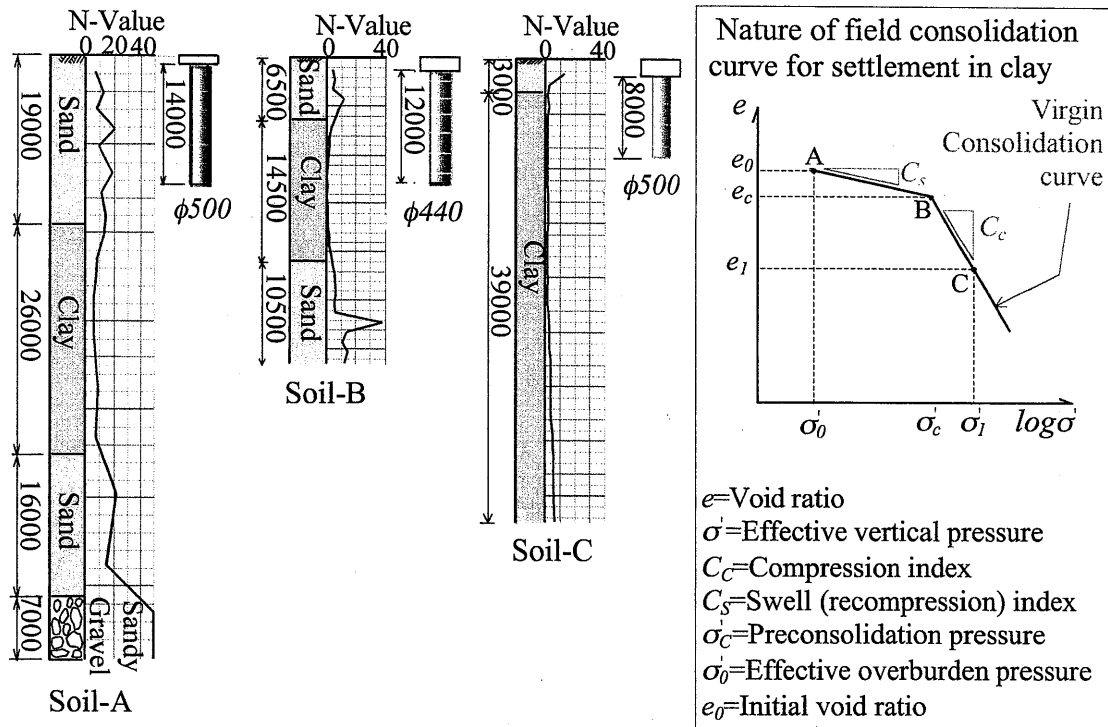 N-Value
0 2040
19000
Sand
26000
Clay
16000
Sand
7000
Gravel
Sandy
14000
ϕ500
Soil-A
N-Value
0 40
6500
Sand
14500
Clay
10500
Sand
12000
ϕ440
Soil-B
N-Value
0 40
3000
39000
Clay
8000
ϕ500
Soil-C
Nature of field consolidation
curve for settlement in clay
e
Virgin
Consolidation
curve
e0
A
Cs
ec
B
Cc
e1
C
σ'0
σ'c
σ'1
logσ'
e=Void ratio
σ'=Effective vertical pressure
CC=Compression index
CS=Swell (recompression) index
σ'C=Preconsolidation pressure
σ'0=Effective overburden pressure
e0=Initial void ratio